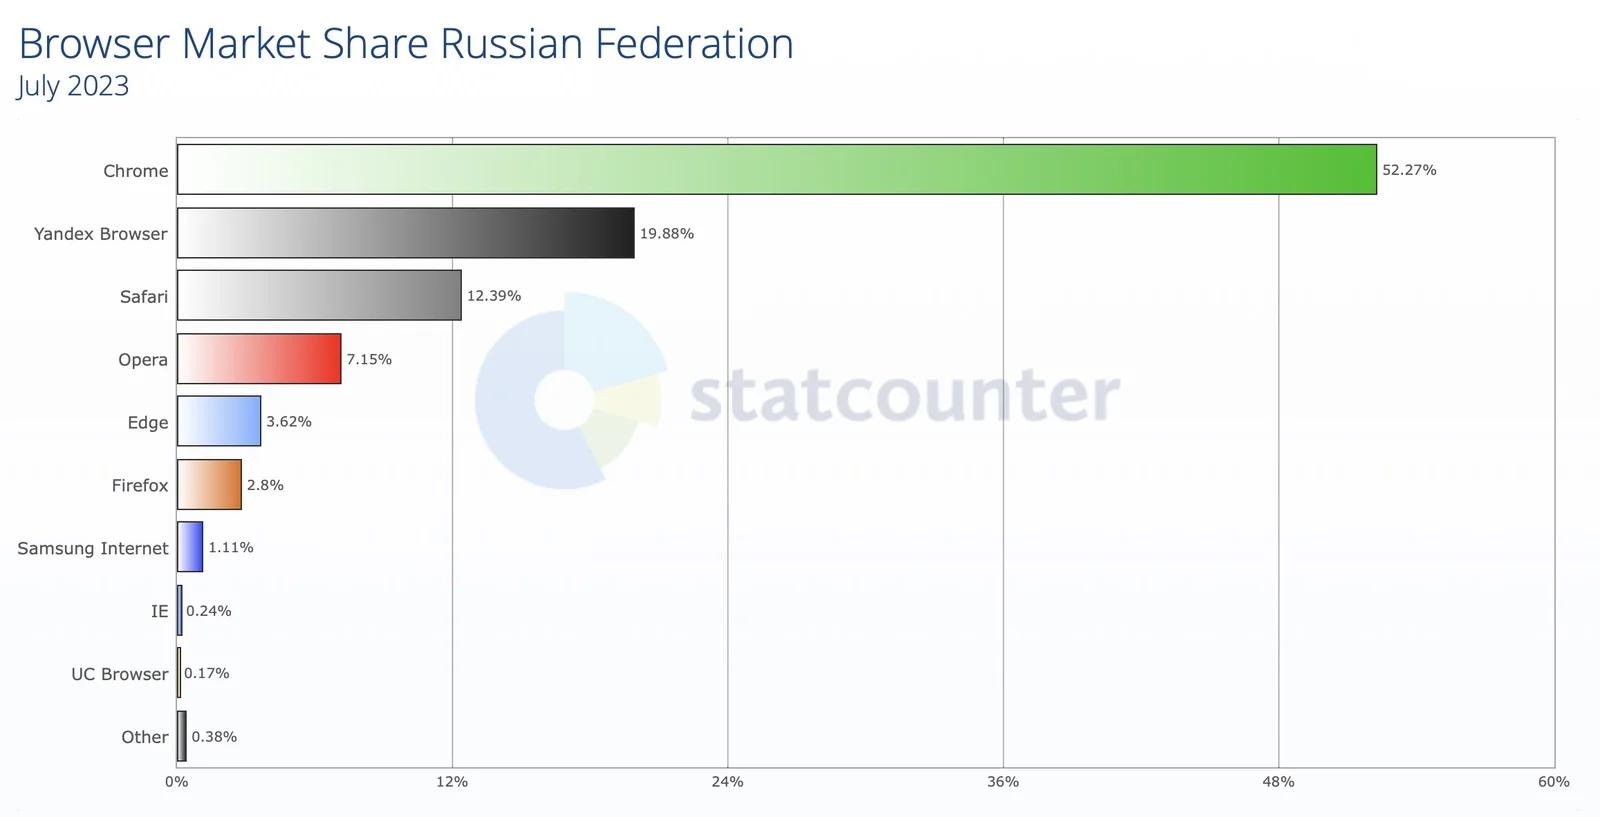 Browser Market Share Russian Federation
July 2023
Chrome 52.27%
Yandex Browser 19.88%
Safari 12.39%
Opera 7.15%
Edge 3.62%
Firefox 2.8%
Samsung Internet 1.11%
IE 0.24%
UC Browser 0.17%
Other 0.38%
0% 12% 24% 36% 48% 60%
statcounter